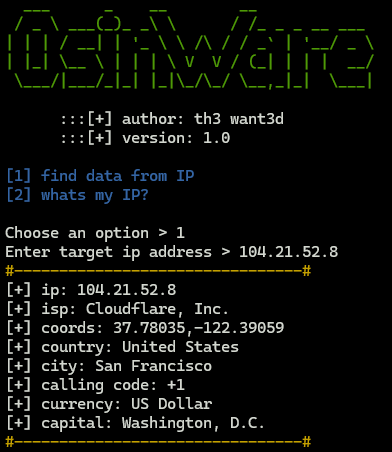 OsinWare
:::[+] author: th3 want3d
:::[+] version: 1.0
[1] find data from IP
[2] whats my IP?
Choose an option > 1
Enter target ip address > 104.21.52.8
#--------------------------------#
[+] ip: 104.21.52.8
[+] isp: Cloudflare, Inc.
[+] coords: 37.78035,-122.39059
[+] country: United States
[+] city: San Francisco
[+] calling code: +1
[+] currency: US Dollar
[+] capital: Washington, D.C.
#--------------------------------#